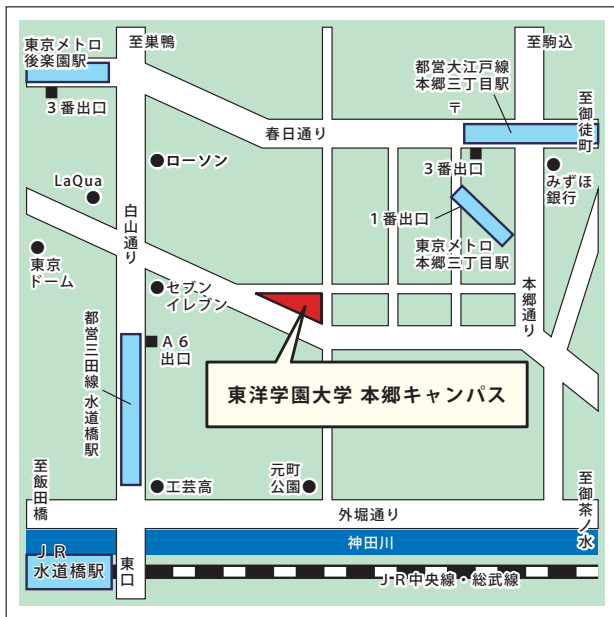 至巣鴨
至駒込
東京メトロ
後楽園駅
3番出口
都営大江戸線
本郷三丁目駅
〒
至御徒町
春日通り
ローソン
3番出口
みずほ
銀行
LaQua
白山通り
1番出口
東京メトロ
本郷三丁目駅
東京
ドーム
セブン
イレブン
本郷通り
都営三田線 水道橋駅
A6
出口
東洋学園大学 本郷キャンパス
至飯田橋
工芸高
元町
公園
至御茶ノ水
外堀通り
神田川
JR
水道橋駅
東口
JR中央線・総武線